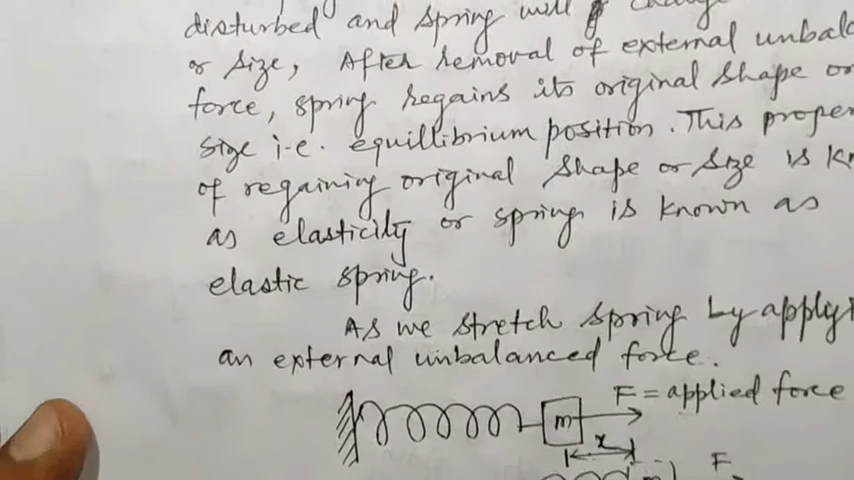 disturbed and spring will
or size, After removal of external
force, spring regains its original shape or
size i.e. equillibrium position. This
of regaining original shape or size is
as elasticity or spring is known as
elastic spring.
As we stretch spring by
an external unbalanced force.
F = applied force
m
x
F